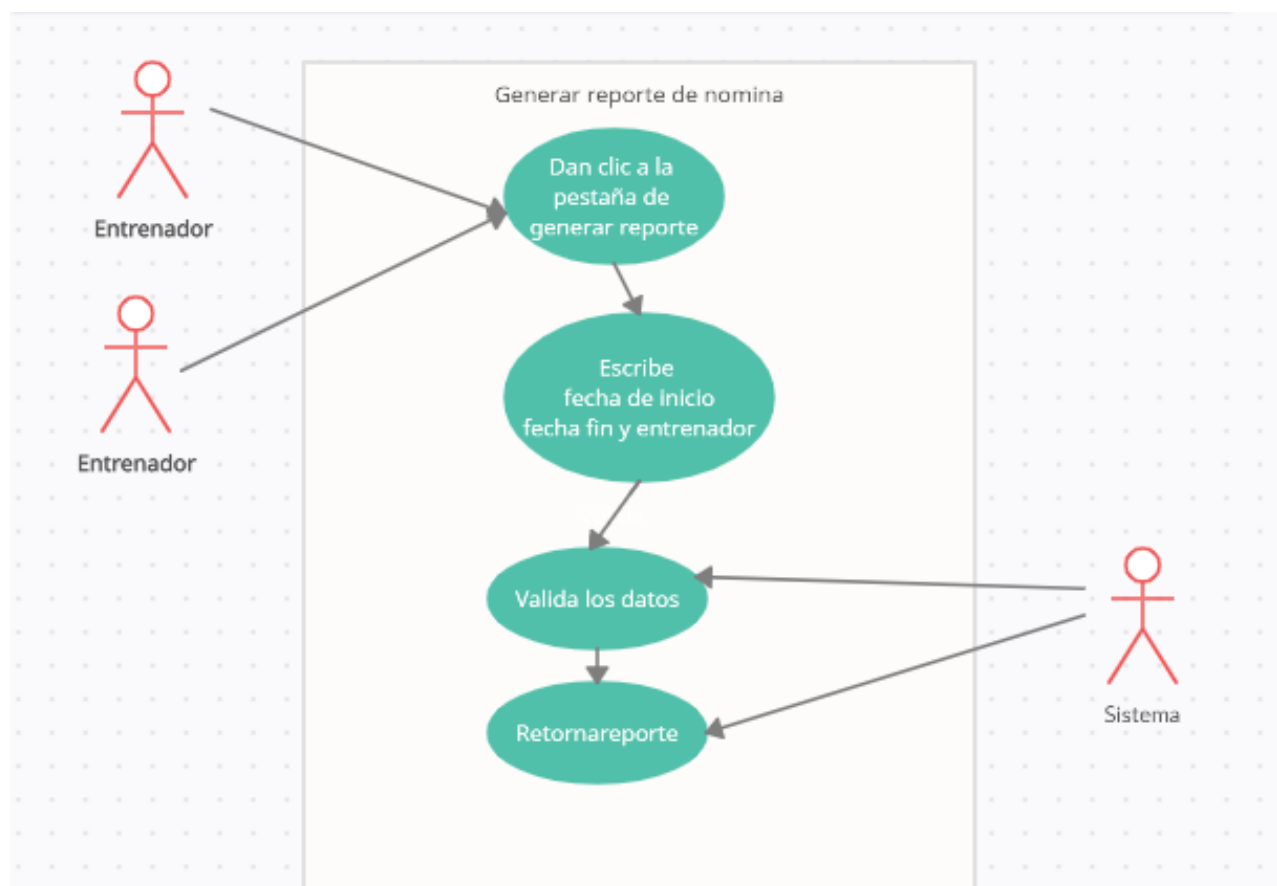 Generar reporte de nomina
Dan clic a la
pestaña de
generar reporte
Entrenador
Escribe
fecha de inicio
fecha fin y entrenador
Entrenador
Valida los datos
Sistema
Retornareporte